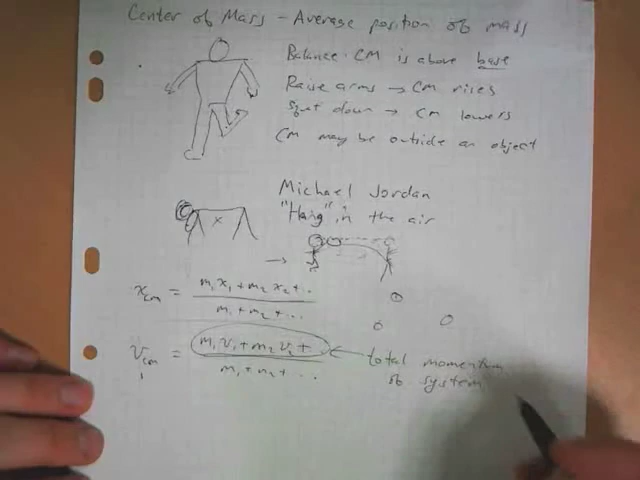 Center of Mass - Average position of mass
Balance: CM is above base
Raise arms → CM rises
Squat down → CM lowers
CM may be outside an object
Michael Jordan
"Hang" in the air
x_cm = (m₁x₁ + m₂x₂ + ..) / (m₁ + m₂ + ...)
v_cm = (m₁v₁ + m₂v₂ + ) / (m₁ + m₂ + ...) ← total momentum
of system